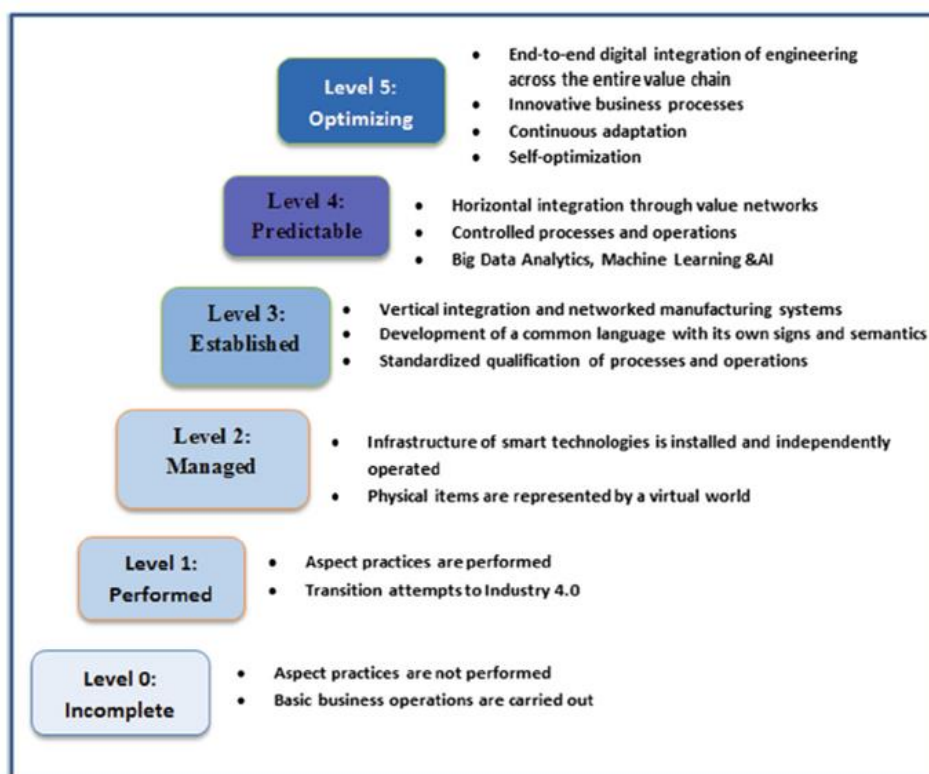 Level 5:
Optimizing
• End-to-end digital integration of engineering
across the entire value chain
• Innovative business processes
• Continuous adaptation
• Self-optimization
Level 4:
Predictable
• Horizontal integration through value networks
• Controlled processes and operations
• Big Data Analytics, Machine Learning &AI
Level 3:
Established
• Vertical integration and networked manufacturing systems
• Development of a common language with its own signs and semantics
• Standardized qualification of processes and operations
Level 2:
Managed
• Infrastructure of smart technologies is installed and independently
operated
• Physical items are represented by a virtual world
Level 1:
Performed
• Aspect practices are performed
• Transition attempts to Industry 4.0
Level 0:
Incomplete
• Aspect practices are not performed
• Basic business operations are carried out